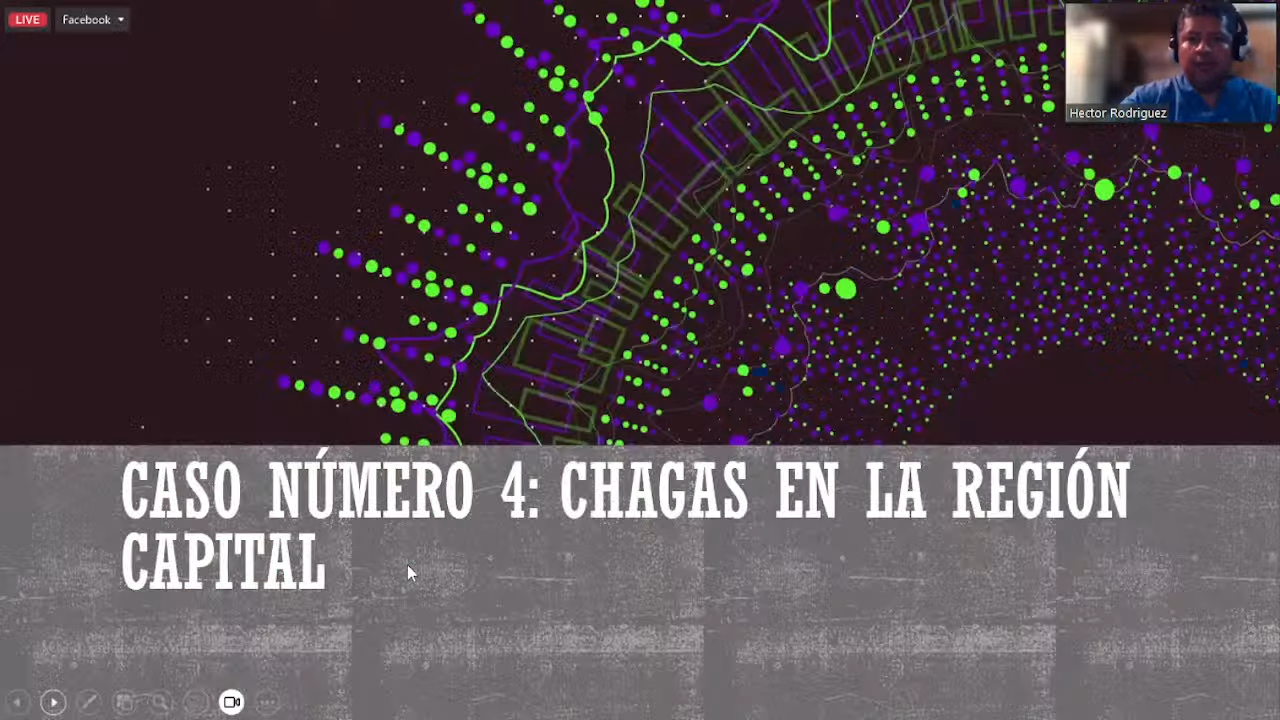 LIVE
Facebook
Hector Rodriguez
CASO NÚMERO 4: CHAGAS EN LA REGIÓN
CAPITAL